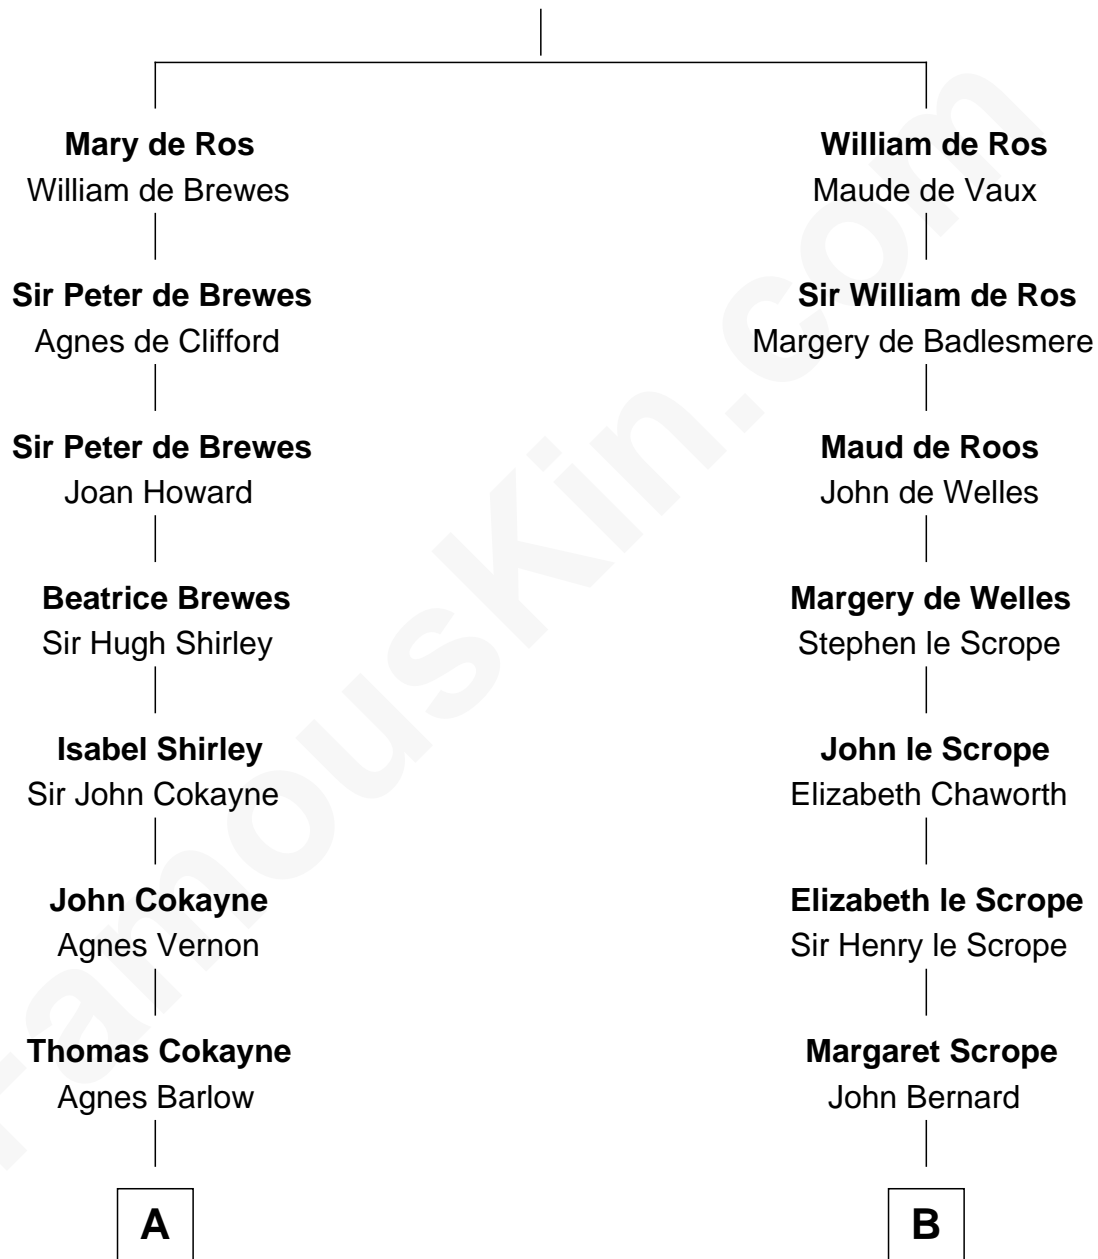 Mary de Ros
William de Brewes
Sir Peter de Brewes
Agnes de Clifford
Sir Peter de Brewes
Joan Howard
Beatrice Brewes
Sir Hugh Shirley
Isabel Shirley
Sir John Cokayne
John Cokayne
Agnes Vernon
Thomas Cokayne
Agnes Barlow
A
William de Ros
Maude de Vaux
Sir William de Ros
Margery de Badlesmere
Maud de Roos
John de Welles
Margery de Welles
Stephen le Scrope
John le Scrope
Elizabeth Chaworth
Elizabeth le Scrope
Sir Henry le Scrope
Margaret Scrope
John Bernard
B
FamousKin.com